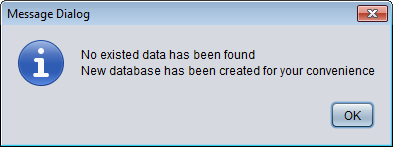 Message Dialog
No existed data has been found
New database has been created for your convenience
OK